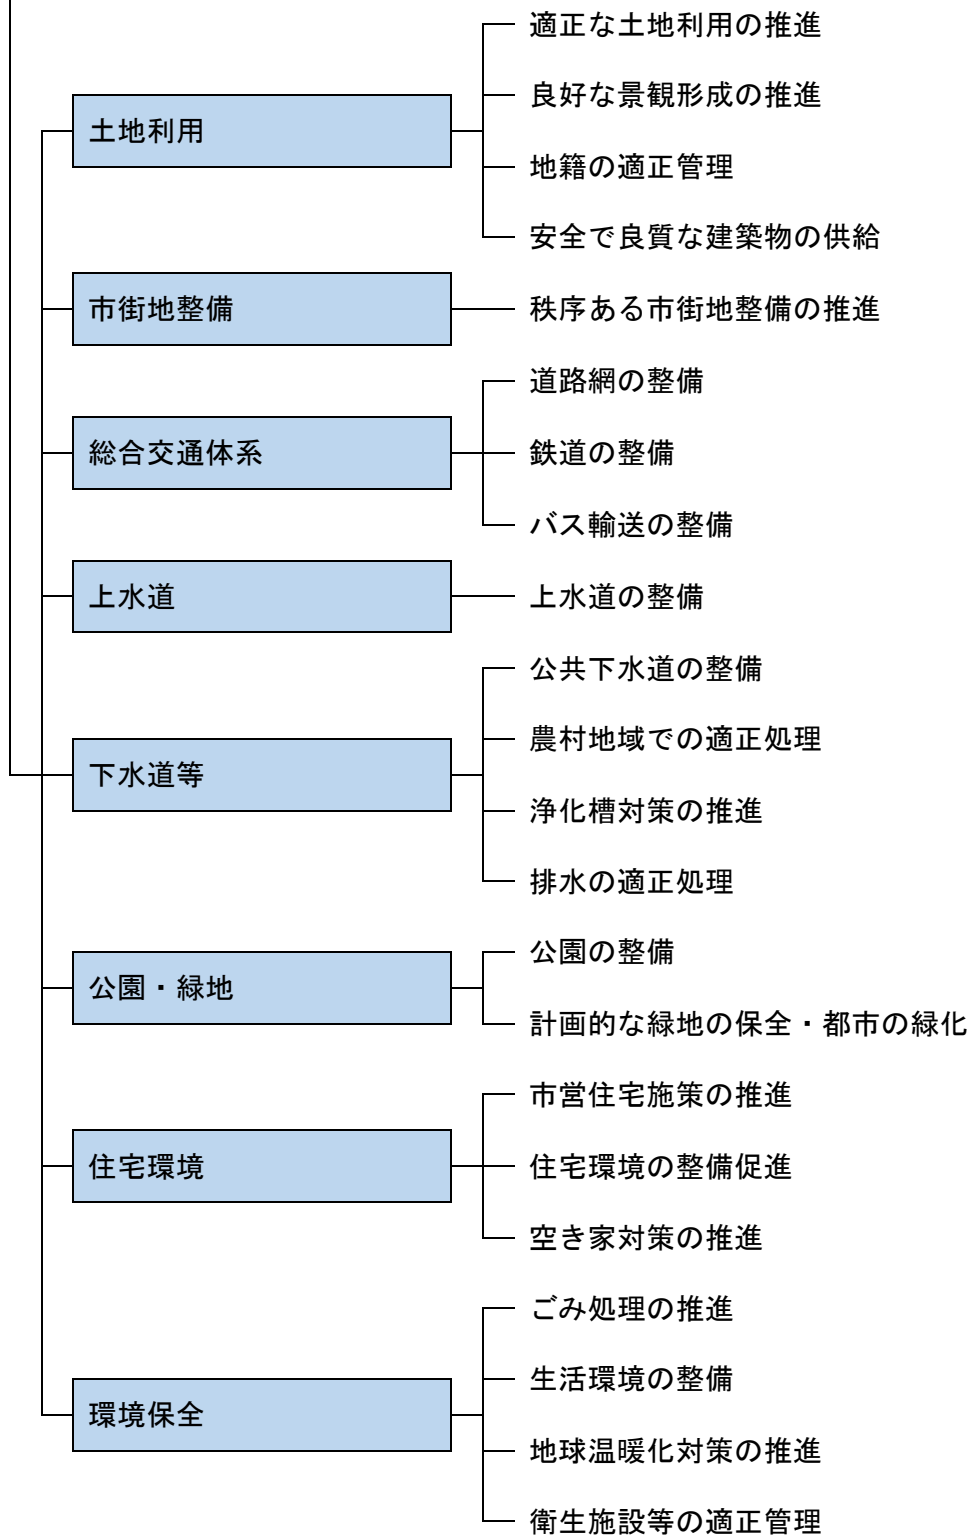 土地利用
適正な土地利用の推進
良好な景観形成の推進
地籍の適正管理
安全で良質な建築物の供給
市街地整備
秩序ある市街地整備の推進
総合交通体系
道路網の整備
鉄道の整備
バス輸送の整備
上水道
上水道の整備
下水道等
公共下水道の整備
農村地域での適正処理
浄化槽対策の推進
排水の適正処理
公園・緑地
公園の整備
計画的な緑地の保全・都市の緑化
住宅環境
市営住宅施策の推進
住宅環境の整備促進
空き家対策の推進
環境保全
ごみ処理の推進
生活環境の整備
地球温暖化対策の推進
衛生施設等の適正管理